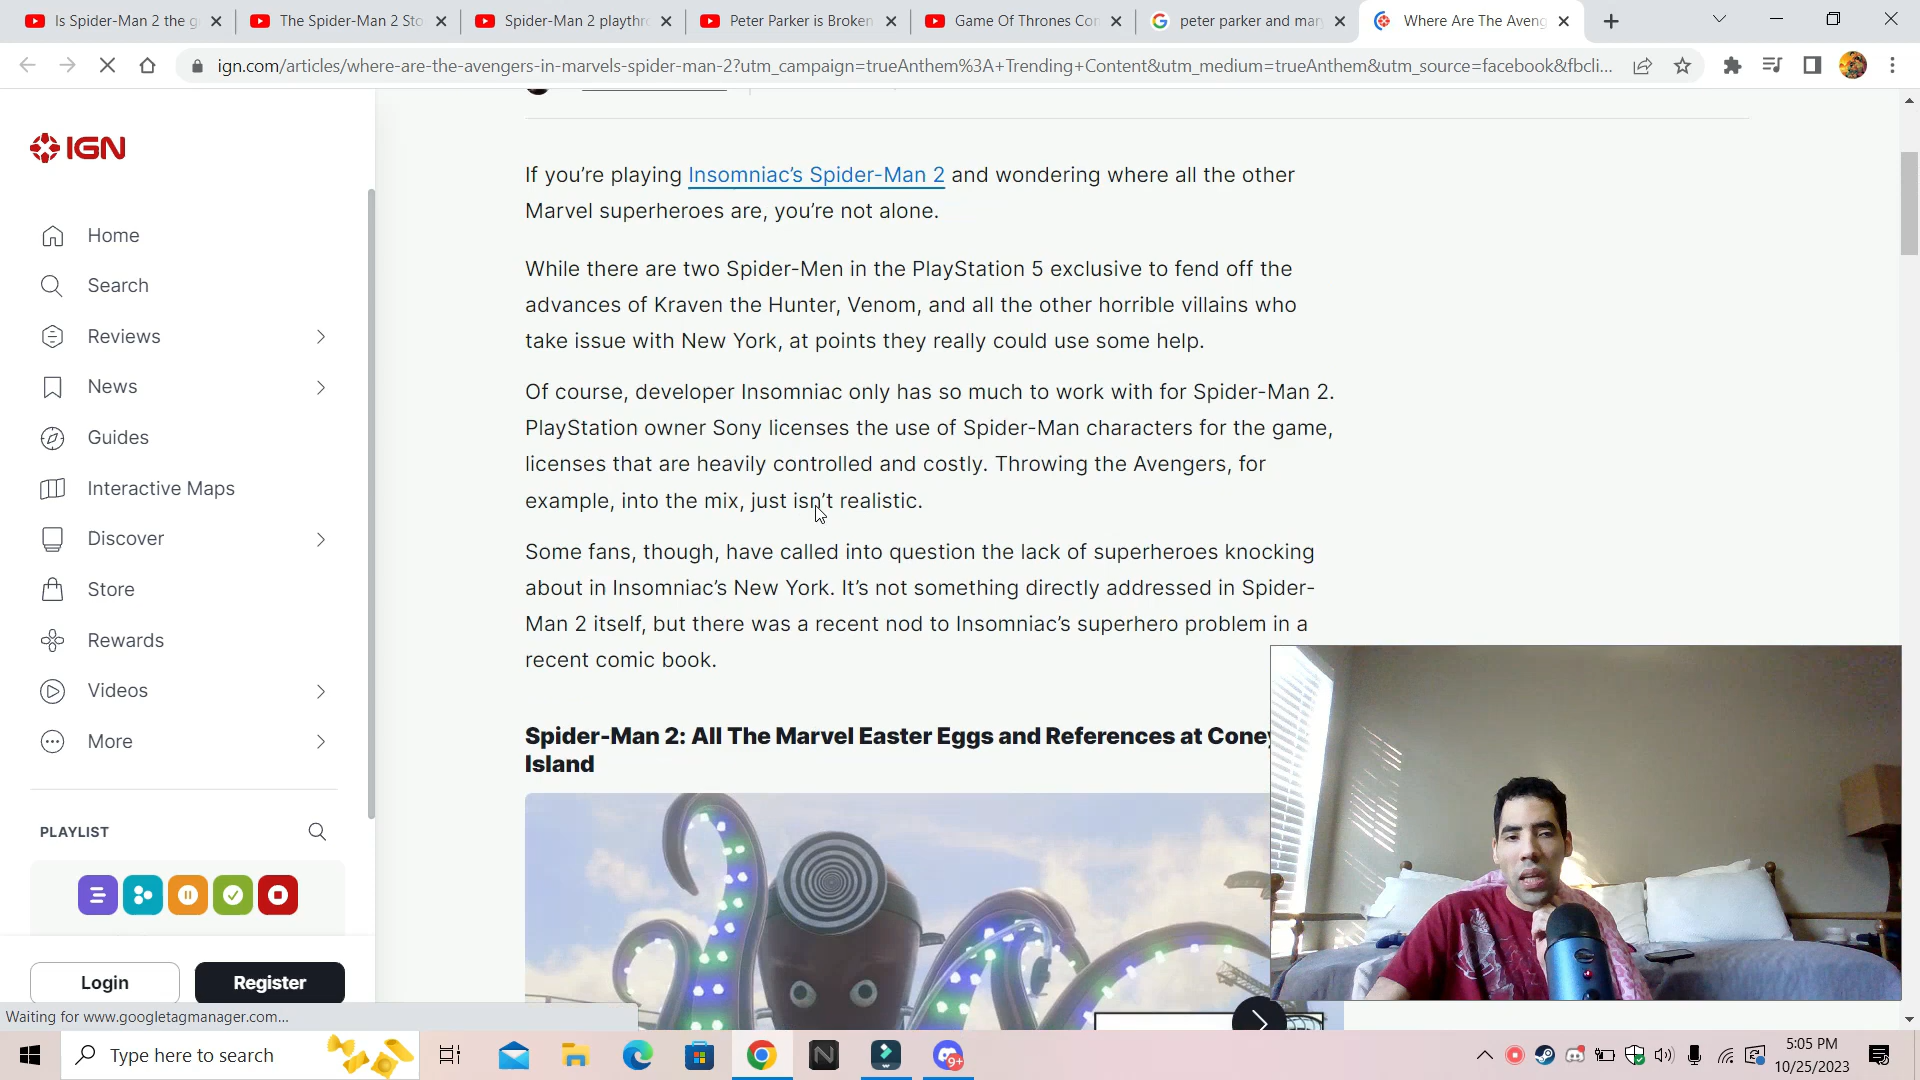 Is Spider-Man 2 the g
The Spider-Man 2 Sto
Spider-Man 2 playthr
Peter Parker is Broken
Game Of Thrones Con
peter parker and mar
Where Are The Aveng
ign.com/articles/where-are-the-avengers-in-marvels-spider-man-2?utm_campaign=trueAnthem%3A+Trending+Content&utm_medium=trueAnthem&utm_source=facebook&fbcli...
IGN
Home
Search
Reviews
News
Guides
Interactive Maps
Discover
Store
Rewards
Videos
More
PLAYLIST
Login
Register
If you're playing Insomniac's Spider-Man 2 and wondering where all the other
Marvel superheroes are, you're not alone.
While there are two Spider-Men in the PlayStation 5 exclusive to fend off the
advances of Kraven the Hunter, Venom, and all the other horrible villains who
take issue with New York, at points they really could use some help.
Of course, developer Insomniac only has so much to work with for Spider-Man 2.
PlayStation owner Sony licenses the use of Spider-Man characters for the game,
licenses that are heavily controlled and costly. Throwing the Avengers, for
example, into the mix, just isn't realistic.
Some fans, though, have called into question the lack of superheroes knocking
about in Insomniac's New York. It's not something directly addressed in Spider-
Man 2 itself, but there was a recent nod to Insomniac's superhero problem in a
recent comic book.
Spider-Man 2: All The Marvel Easter Eggs and References at Coney
Island
Waiting for www.googletagmanager.com...
Type here to search
9+
5:05 PM
10/25/2023